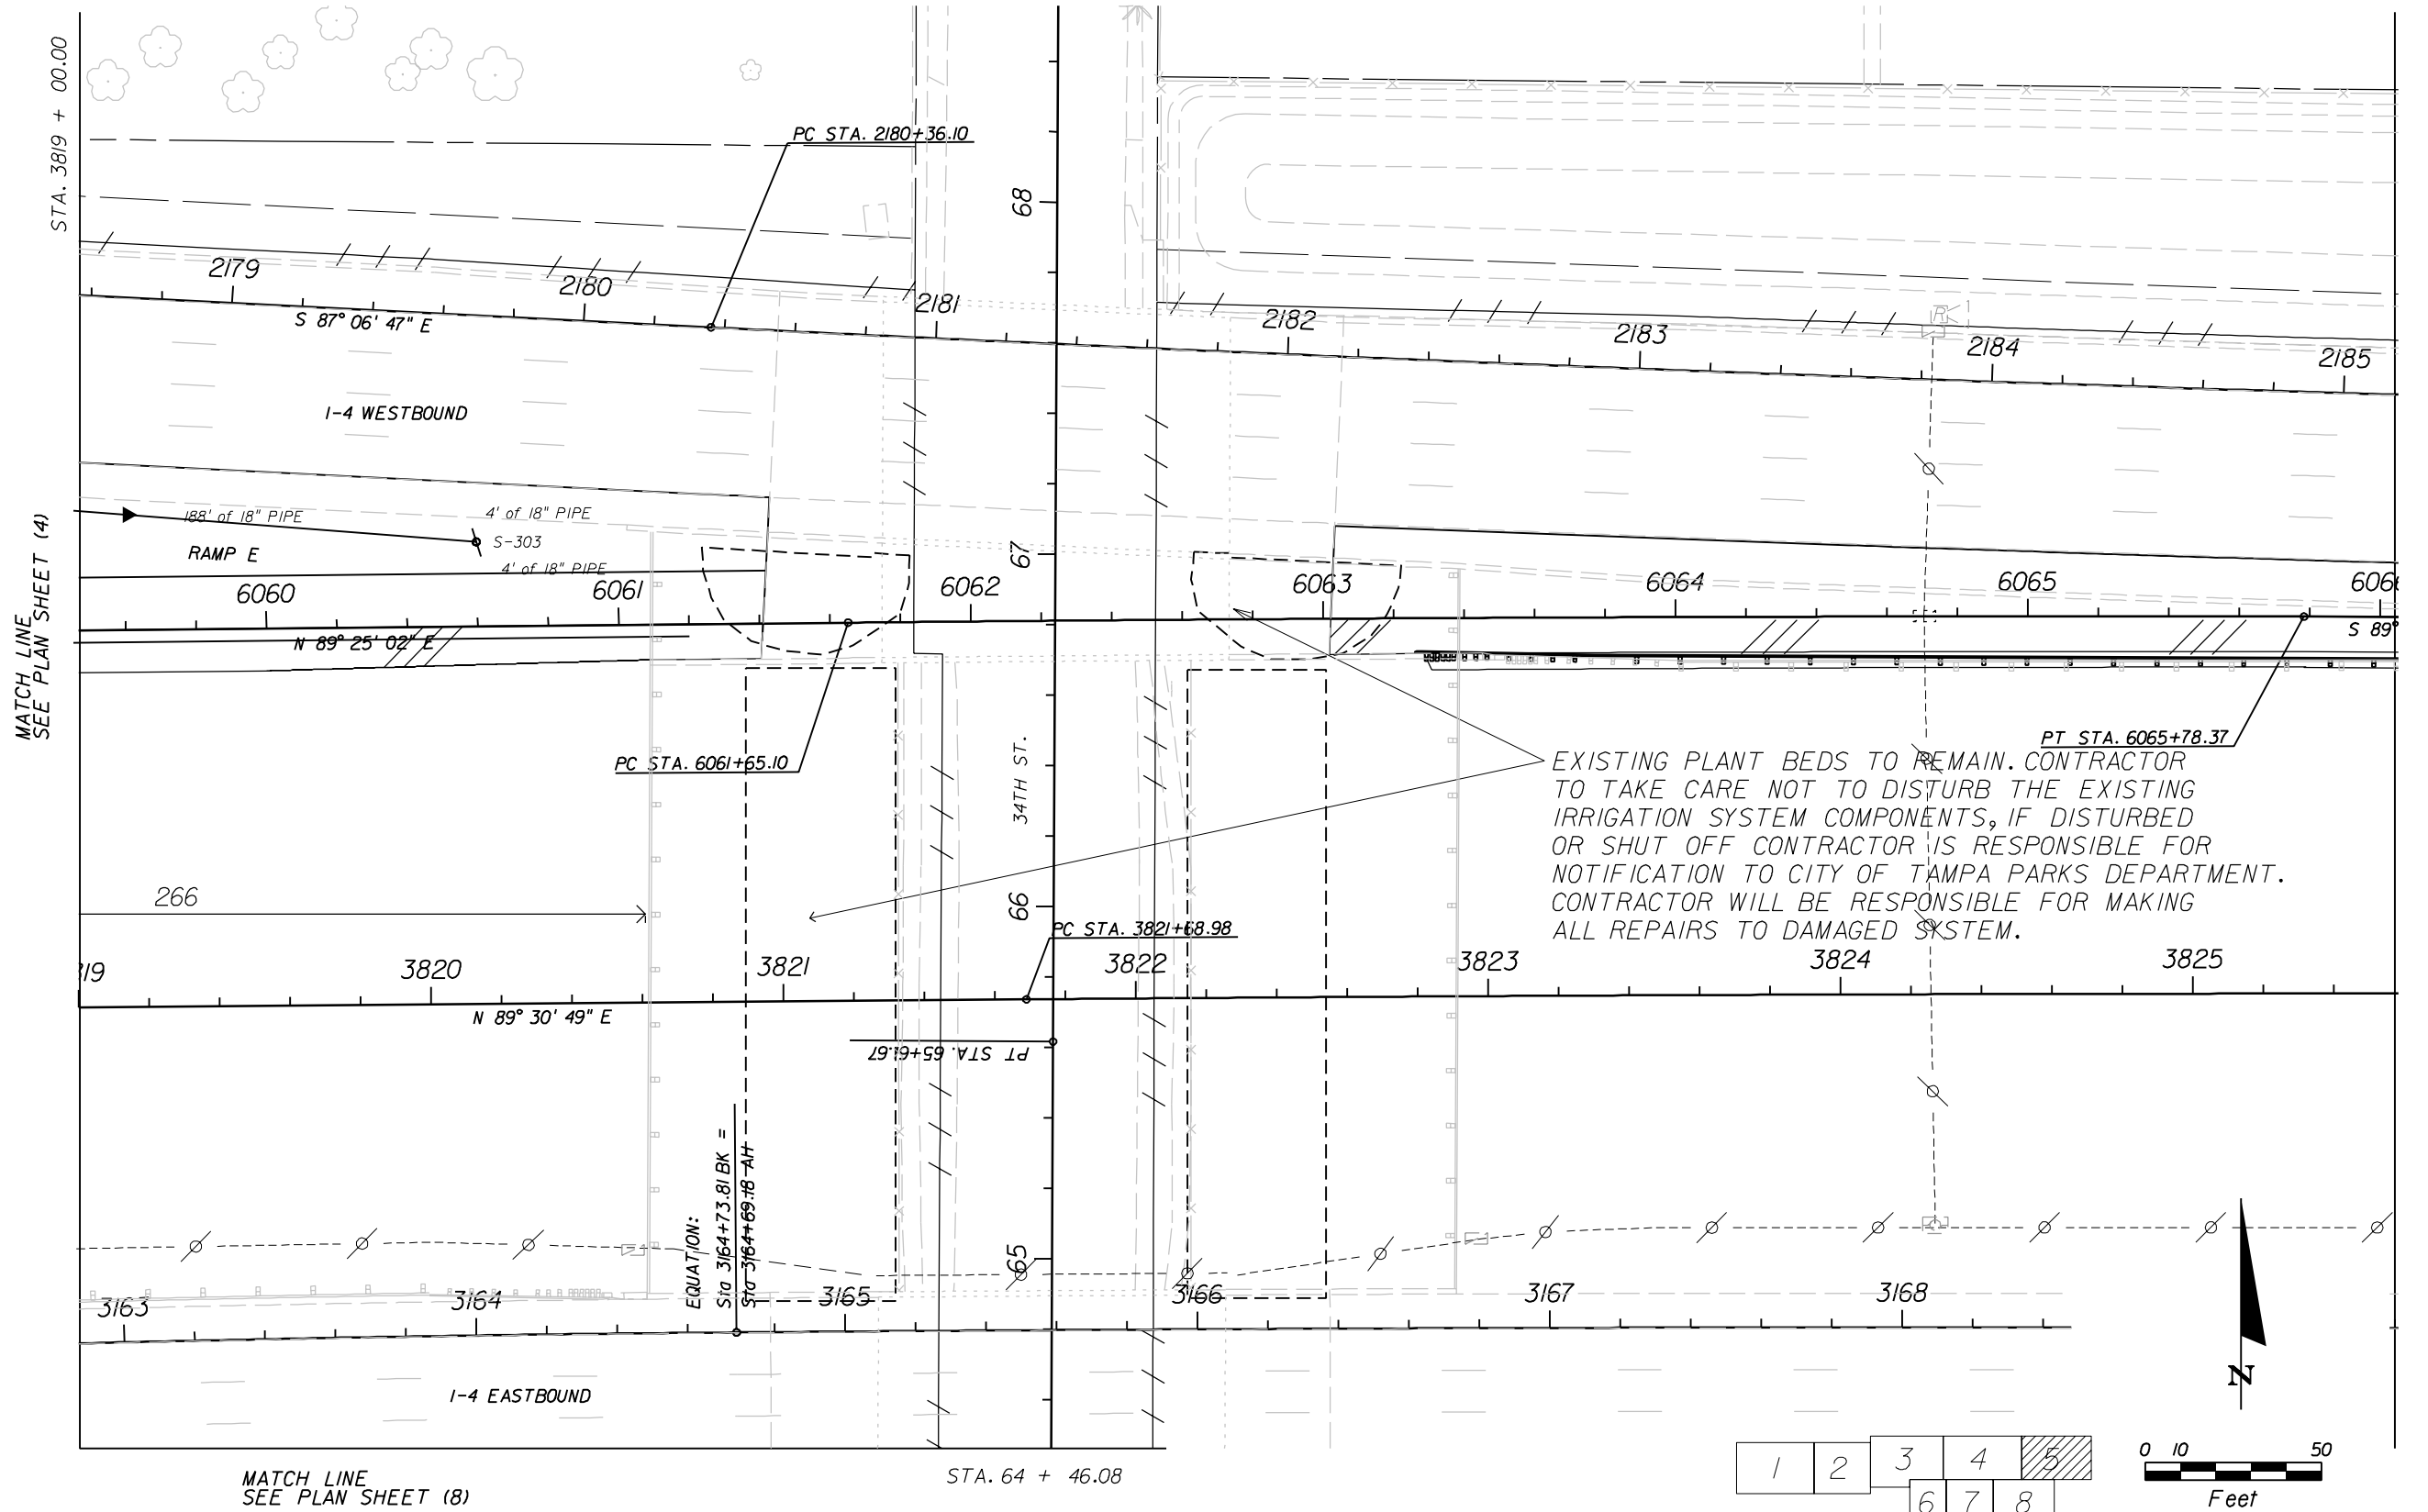 STA. 3819 + 00.00
PC STA. 2180+36.10
68
2179
2180
2181
2182
2183
2184
2185
S 87° 06' 47" E
I-4 WESTBOUND
188' of 18" PIPE
4' of 18" PIPE
S-303
4' of 18" PIPE
RAMP E
67
6060
6061
6062
6063
6064
6065
N 89° 25' 02" E
S 89°
MATCH LINE
SEE PLAN SHEET (4)
PC STA. 6061+65.10
34TH ST.
PT STA. 6065+78.37
EXISTING PLANT BEDS TO REMAIN. CONTRACTOR
TO TAKE CARE NOT TO DISTURB THE EXISTING
IRRIGATION SYSTEM COMPONENTS, IF DISTURBED
OR SHUT OFF CONTRACTOR IS RESPONSIBLE FOR
NOTIFICATION TO CITY OF TAMPA PARKS DEPARTMENT.
CONTRACTOR WILL BE RESPONSIBLE FOR MAKING
ALL REPAIRS TO DAMAGED SYSTEM.
266
66
PC STA. 3821+68.98
3820
3821
3822
3823
3824
3825
N 89° 30' 49" E
PT STA. 65+61.67
EQUATION:
Sta 3164+73.81 BK =
Sta 3164+69.18 AH
65
3163
3164
3165
3166
3167
3168
I-4 EASTBOUND
N
MATCH LINE
SEE PLAN SHEET (8)
STA. 64 + 46.08
1 2 3 4 5
6 7 8
0 10 50
Feet